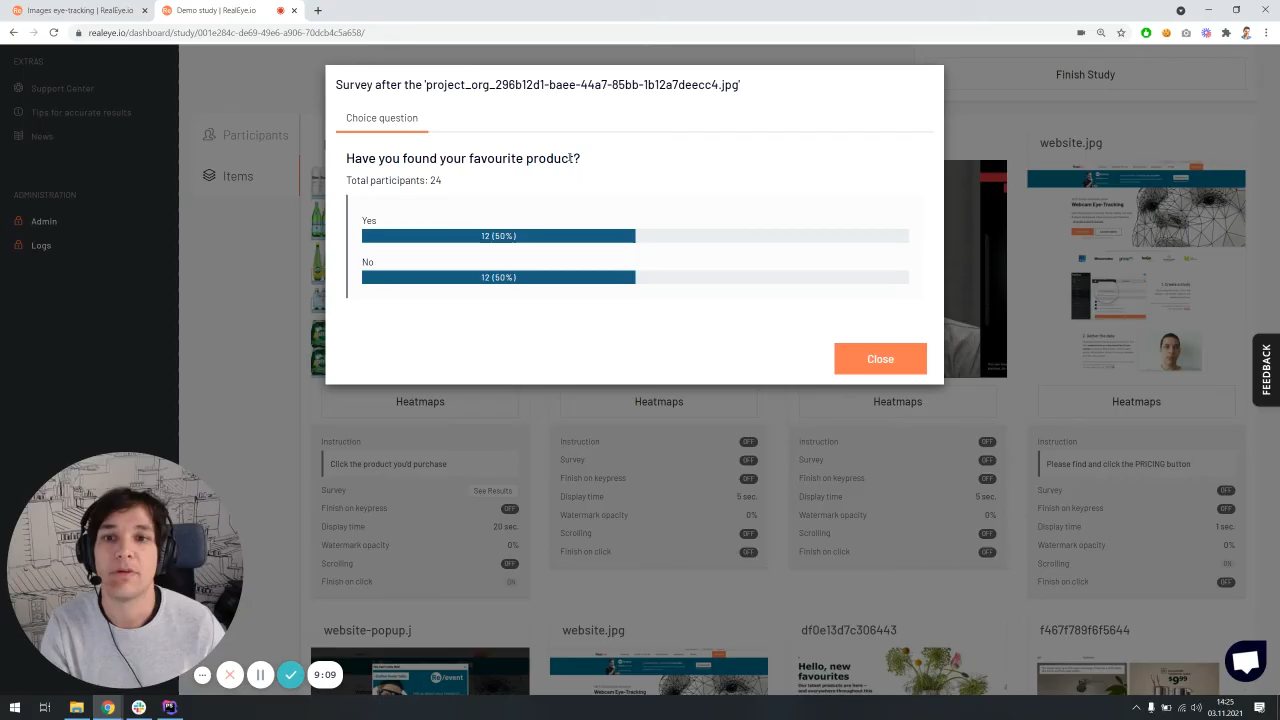 Images eye-tracking | RealEye.io
Demo study | RealEye.io
realeye.io/dashboard/study/001e284c-de69-49e6-a906-70dcb4c5a658/
EXTRAS
Support Center
Tips for accurate results
News
ADMINISTRATION
Admin
Logs
Participants
Items
Finish Study
Survey after the 'project_org_296b12d1-baee-44a7-85bb-1b12a7deecc4.jpg'
Choice question
Have you found your favourite product?
Total participants: 24
Yes
12 (50%)
No
12 (50%)
Close
website.jpg
Webcam Eye-Tracking
FEEDBACK
Heatmaps
Heatmaps
Heatmaps
Heatmaps
Instruction
Click the product you'd purchase
Survey
See Results
Finish on keypress
OFF
Display time
20 sec.
Watermark opacity
0%
Scrolling
OFF
Finish on click
ON
Instruction
OFF
Survey
OFF
Finish on keypress
OFF
Display time
5 sec.
Watermark opacity
0%
Scrolling
OFF
Finish on click
OFF
Instruction
OFF
Survey
OFF
Finish on keypress
OFF
Display time
5 sec.
Watermark opacity
0%
Scrolling
OFF
Finish on click
OFF
Instruction
Please find and click the PRICING button
Survey
OFF
Finish on keypress
OFF
Display time
1 sec.
Watermark opacity
0%
Scrolling
ON
Finish on click
OFF
website-popup.j
website.jpg
df0e13d7c306443
f467f789f6f5644
Re/event
Hello, new
favourites
$9.99
9:09
14:25
03.11.2021